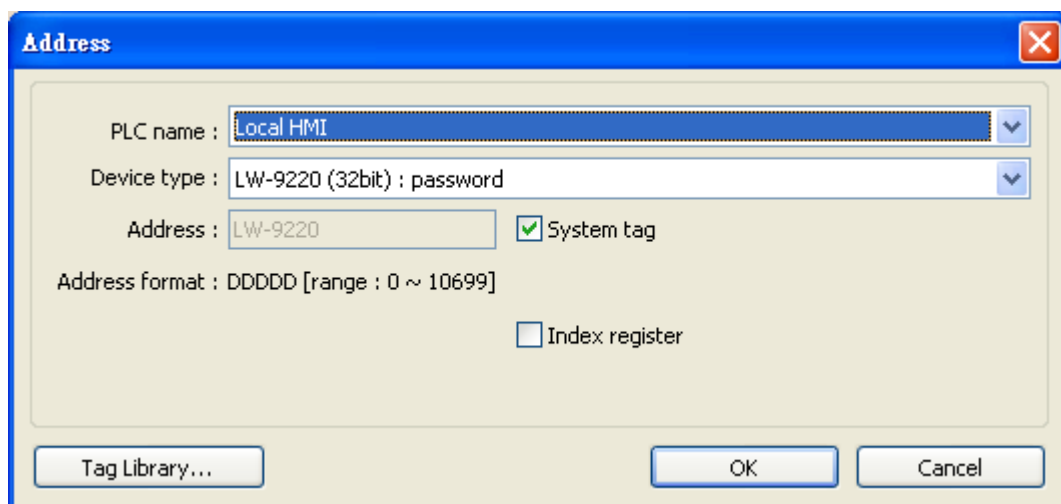 Address
PLC name : Local HMI
Device type : LW-9220 (32bit) : password
Address : LW-9220 System tag
Address format : DDDDD [range : 0 ~ 10699]
Index register
Tag Library... OK Cancel